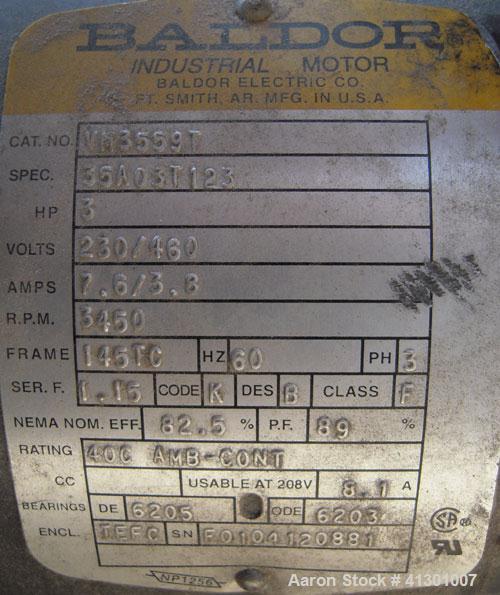 BALDOR
INDUSTRIAL MOTOR
BALDOR ELECTRIC CO.
FT. SMITH, AR. MFG. IN U.S.A.
CAT. NO. VM3559T
SPEC. 35A03T123
HP 3
VOLTS 230/460
AMPS 7.6/3.8
R.P.M. 3450
FRAME 145TC HZ 60 PH 3
SER. F. 1.15 CODE K DES B CLASS F
NEMA NOM. EFF. 82.5 % P.F. 89 %
RATING 40C AMB-CONT
CC USABLE AT 208V 8.1 A
BEARINGS DE 6205 ODE 6203
ENCL. TEFC SN F0104120881
NP1256
Aaron Stock # 41301007